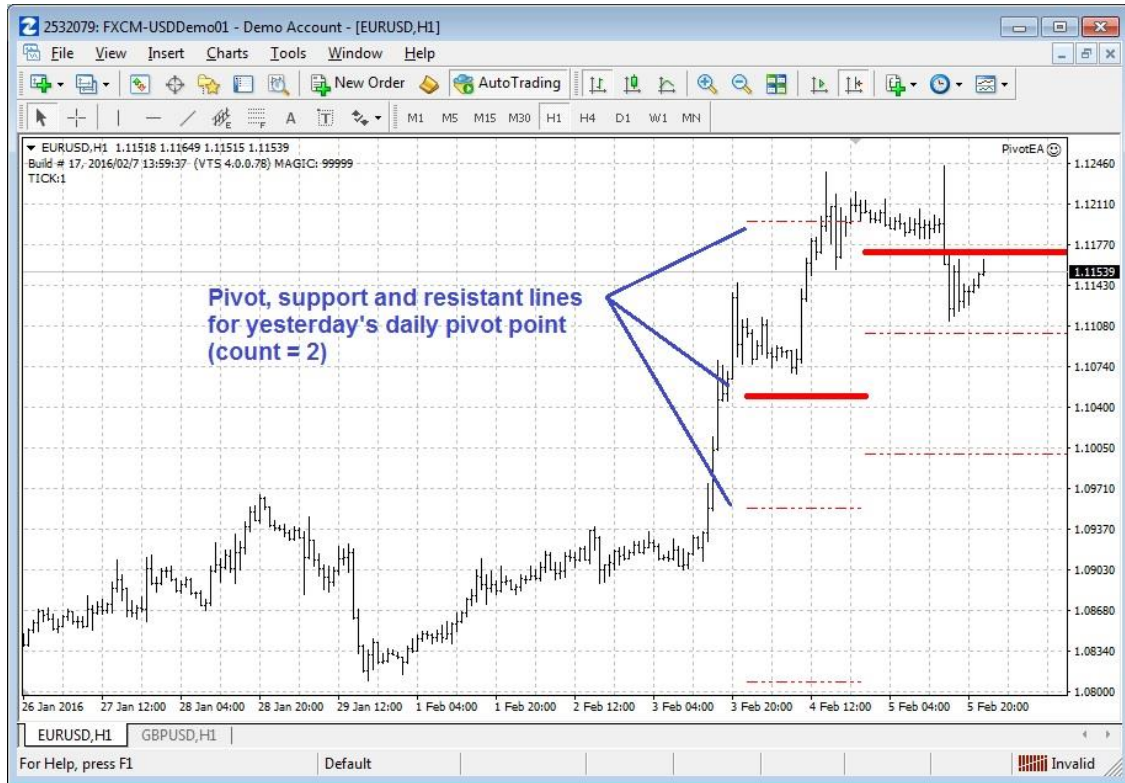 2532079: FXCM-USDDemo01 - Demo Account - [EURUSD,H1]
File View Insert Charts Tools Window Help
New Order AutoTrading
E F A T M1 M5 M15 M30 H1 H4 D1 W1 MN
EURUSD,H1 1.11518 1.11649 1.11515 1.11539 PivotEA
Build # 17, 2016/02/7 13:59:37 (VTS 4.0.0.78) MAGIC: 99999
TICK:1
1.12460
1.12110
1.11770
1.11539
1.11430
1.11080
1.10740
1.10400
1.10050
1.09710
1.09370
1.09030
1.08680
1.08340
1.08000
Pivot, support and resistant lines
for yesterday's daily pivot point
(count = 2)
26 Jan 2016 27 Jan 12:00 28 Jan 04:00 28 Jan 20:00 29 Jan 12:00 1 Feb 04:00 1 Feb 20:00 2 Feb 12:00 3 Feb 04:00 3 Feb 20:00 4 Feb 12:00 5 Feb 04:00 5 Feb 20:00
EURUSD,H1 GBPUSD,H1
For Help, press F1 Default Invalid